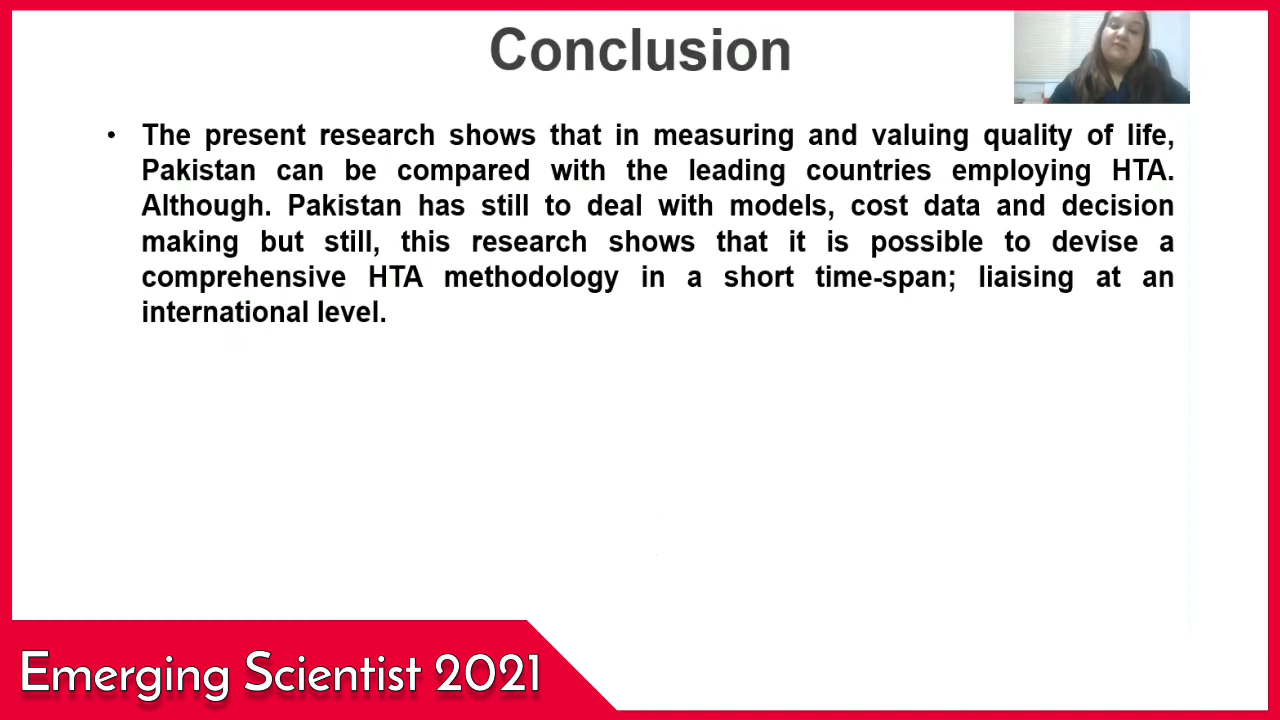 Conclusion
• The present research shows that in measuring and valuing quality of life,
Pakistan can be compared with the leading countries employing HTA.
Although. Pakistan has still to deal with models, cost data and decision
making but still, this research shows that it is possible to devise a
comprehensive HTA methodology in a short time-span; liaising at an
international level.
Emerging Scientist 2021